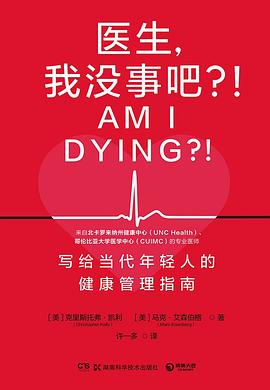 医生，
我没事吧？！
AM I
DYING?!
来自北卡罗来纳州健康中心（UNC Health）、
哥伦比亚大学医学中心（CUIMC）的专业医师
写给当代年轻人的
健康管理指南
［美］克里斯托弗·凯利 ［美］马克·艾森伯格 著
（Christopher Kelly） （Mark Eisenberg）
许一多 译
湖南科学技术出版社